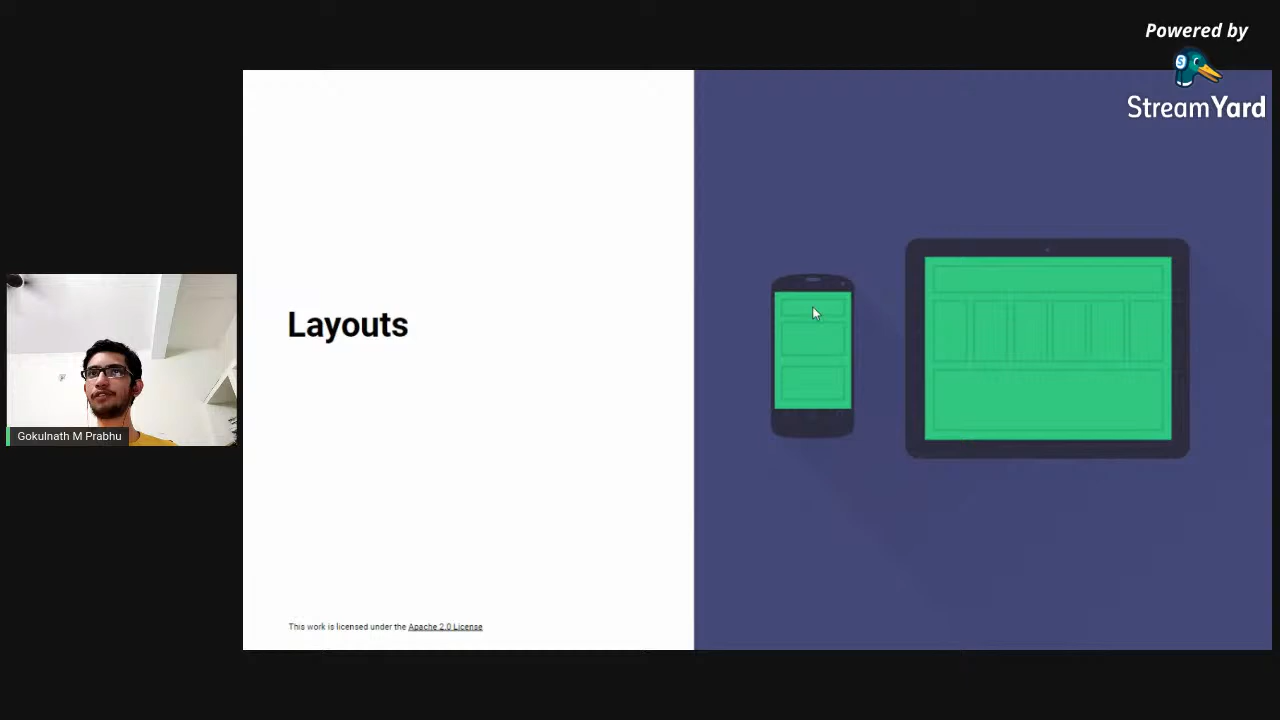 Powered by
StreamYard
Layouts
Gokulnath M Prabhu
This work is licensed under the Apache 2.0 License